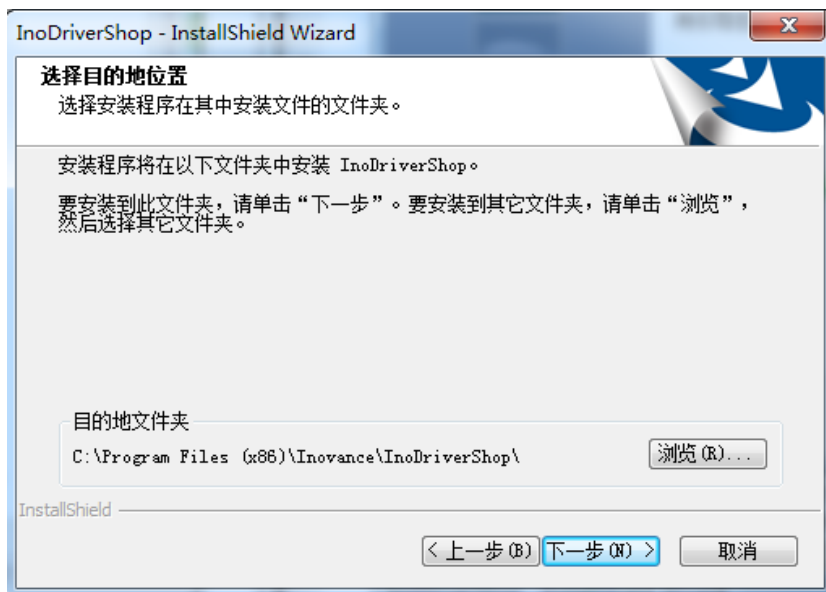 InoDriverShop - InstallShield Wizard
选择目的地位置
选择安装程序在其中安装文件的文件夹。
安装程序将在以下文件夹中安装 InoDriverShop。
要安装到此文件夹，请单击“下一步”。要安装到其它文件夹，请单击“浏览”，
然后选择其它文件夹。
目的地文件夹
C:\Program Files (x86)\Inovance\InoDriverShop\
浏览(R)...
InstallShield
< 上一步(B) 下一步(N) > 取消